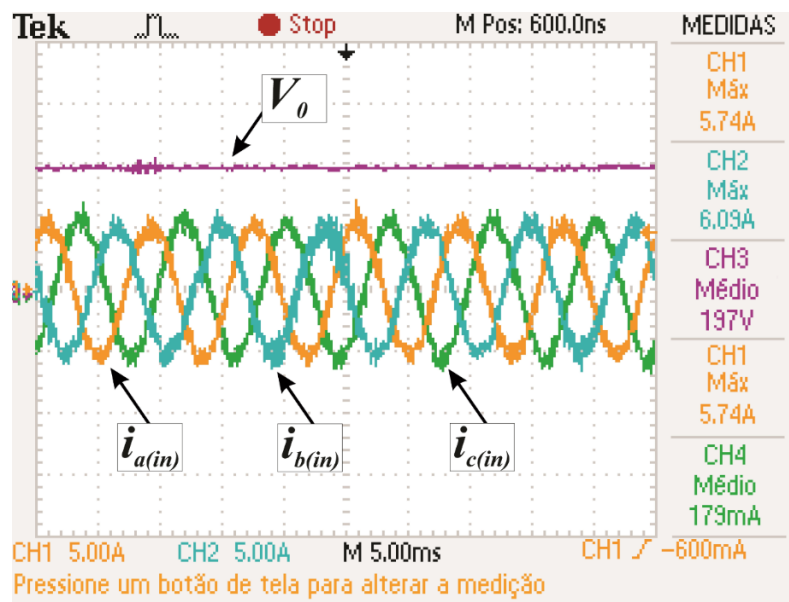 Tek Stop M Pos: 600.0ns MEDIDAS
CH1
Máx
5.74A
CH2
Máx
6.09A
CH3
Médio
197V
CH1
Máx
5.74A
CH4
Médio
179mA
V0
ia(in)
ib(in)
ic(in)
CH1 5.00A CH2 5.00A M 5.00ms CH1 -600mA
Pressione um botão de tela para alterar a medição